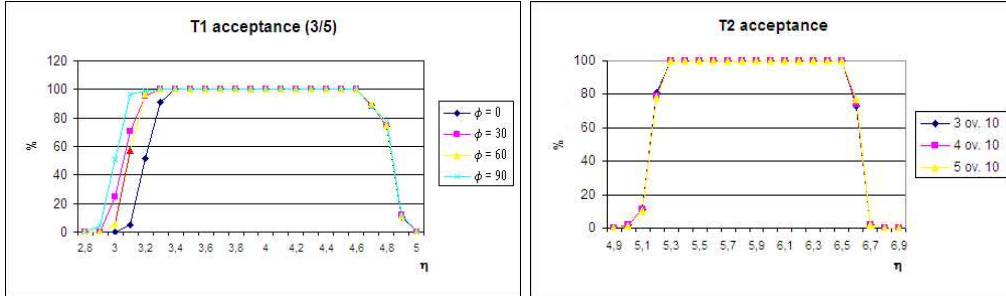 T1 acceptance (3/5)
%
120
100
80
60
40
20
0
2,8 3 3,2 3,4 3,6 3,8 4 4,2 4,4 4,6 4,8 5
η
ϕ = 0
ϕ = 30
ϕ = 60
ϕ = 90
T2 acceptance
%
100
80
60
40
20
0
4,9 5,1 5,3 5,5 5,7 5,9 6,1 6,3 6,5 6,7 6,9
η
3 ov. 10
4 ov. 10
5 ov. 10